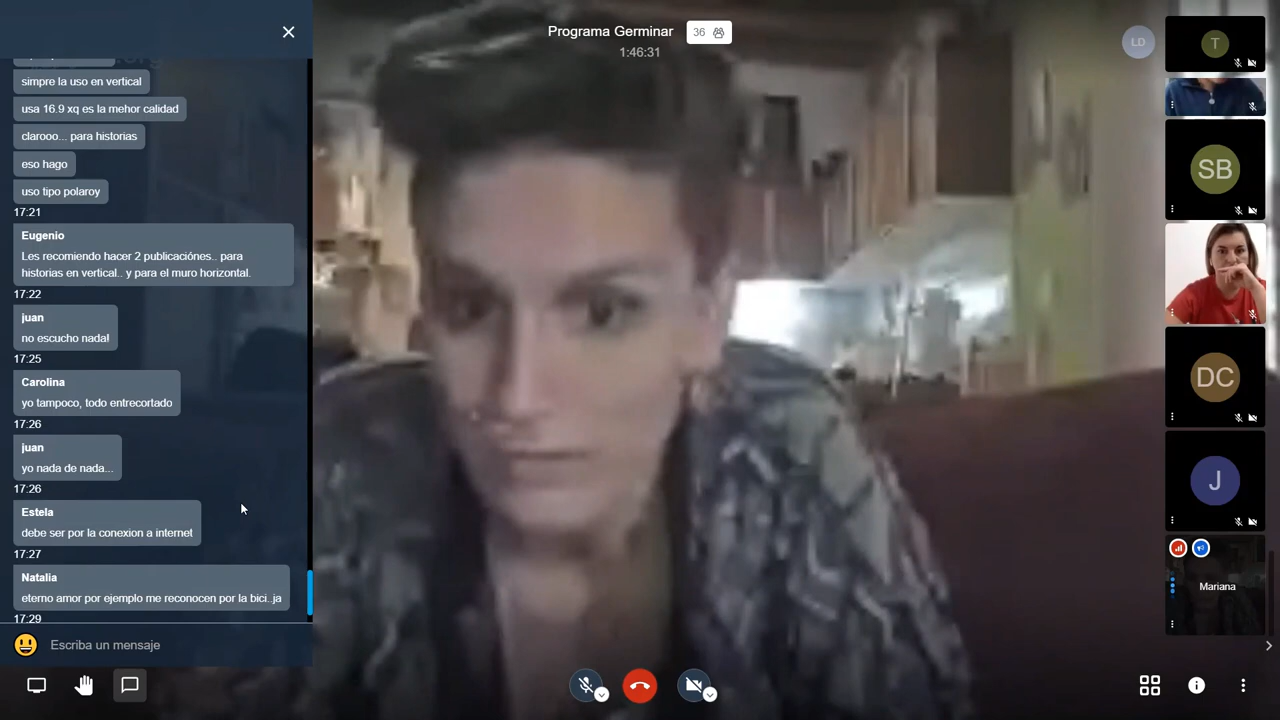 simpre la uso en vertical
usa 16.9 xq es la mehor calidad
clarooo... para historias
eso hago
uso tipo polaroy
17:21
Eugenio
Les recomiendo hacer 2 publicaciónes.. para
historias en vertical.. y para el muro horizontal.
17:22
juan
no escucho nada!
17:25
Carolina
yo tampoco, todo entrecortado
17:26
juan
yo nada de nada...
17:26
Estela
debe ser por la conexion a internet
17:27
Natalia
eterno amor por ejemplo me reconocen por la bici..ja
17:29
Escriba un mensaje
Programa Germinar
36
1:46:31
LD
T
SB
DC
J
Mariana